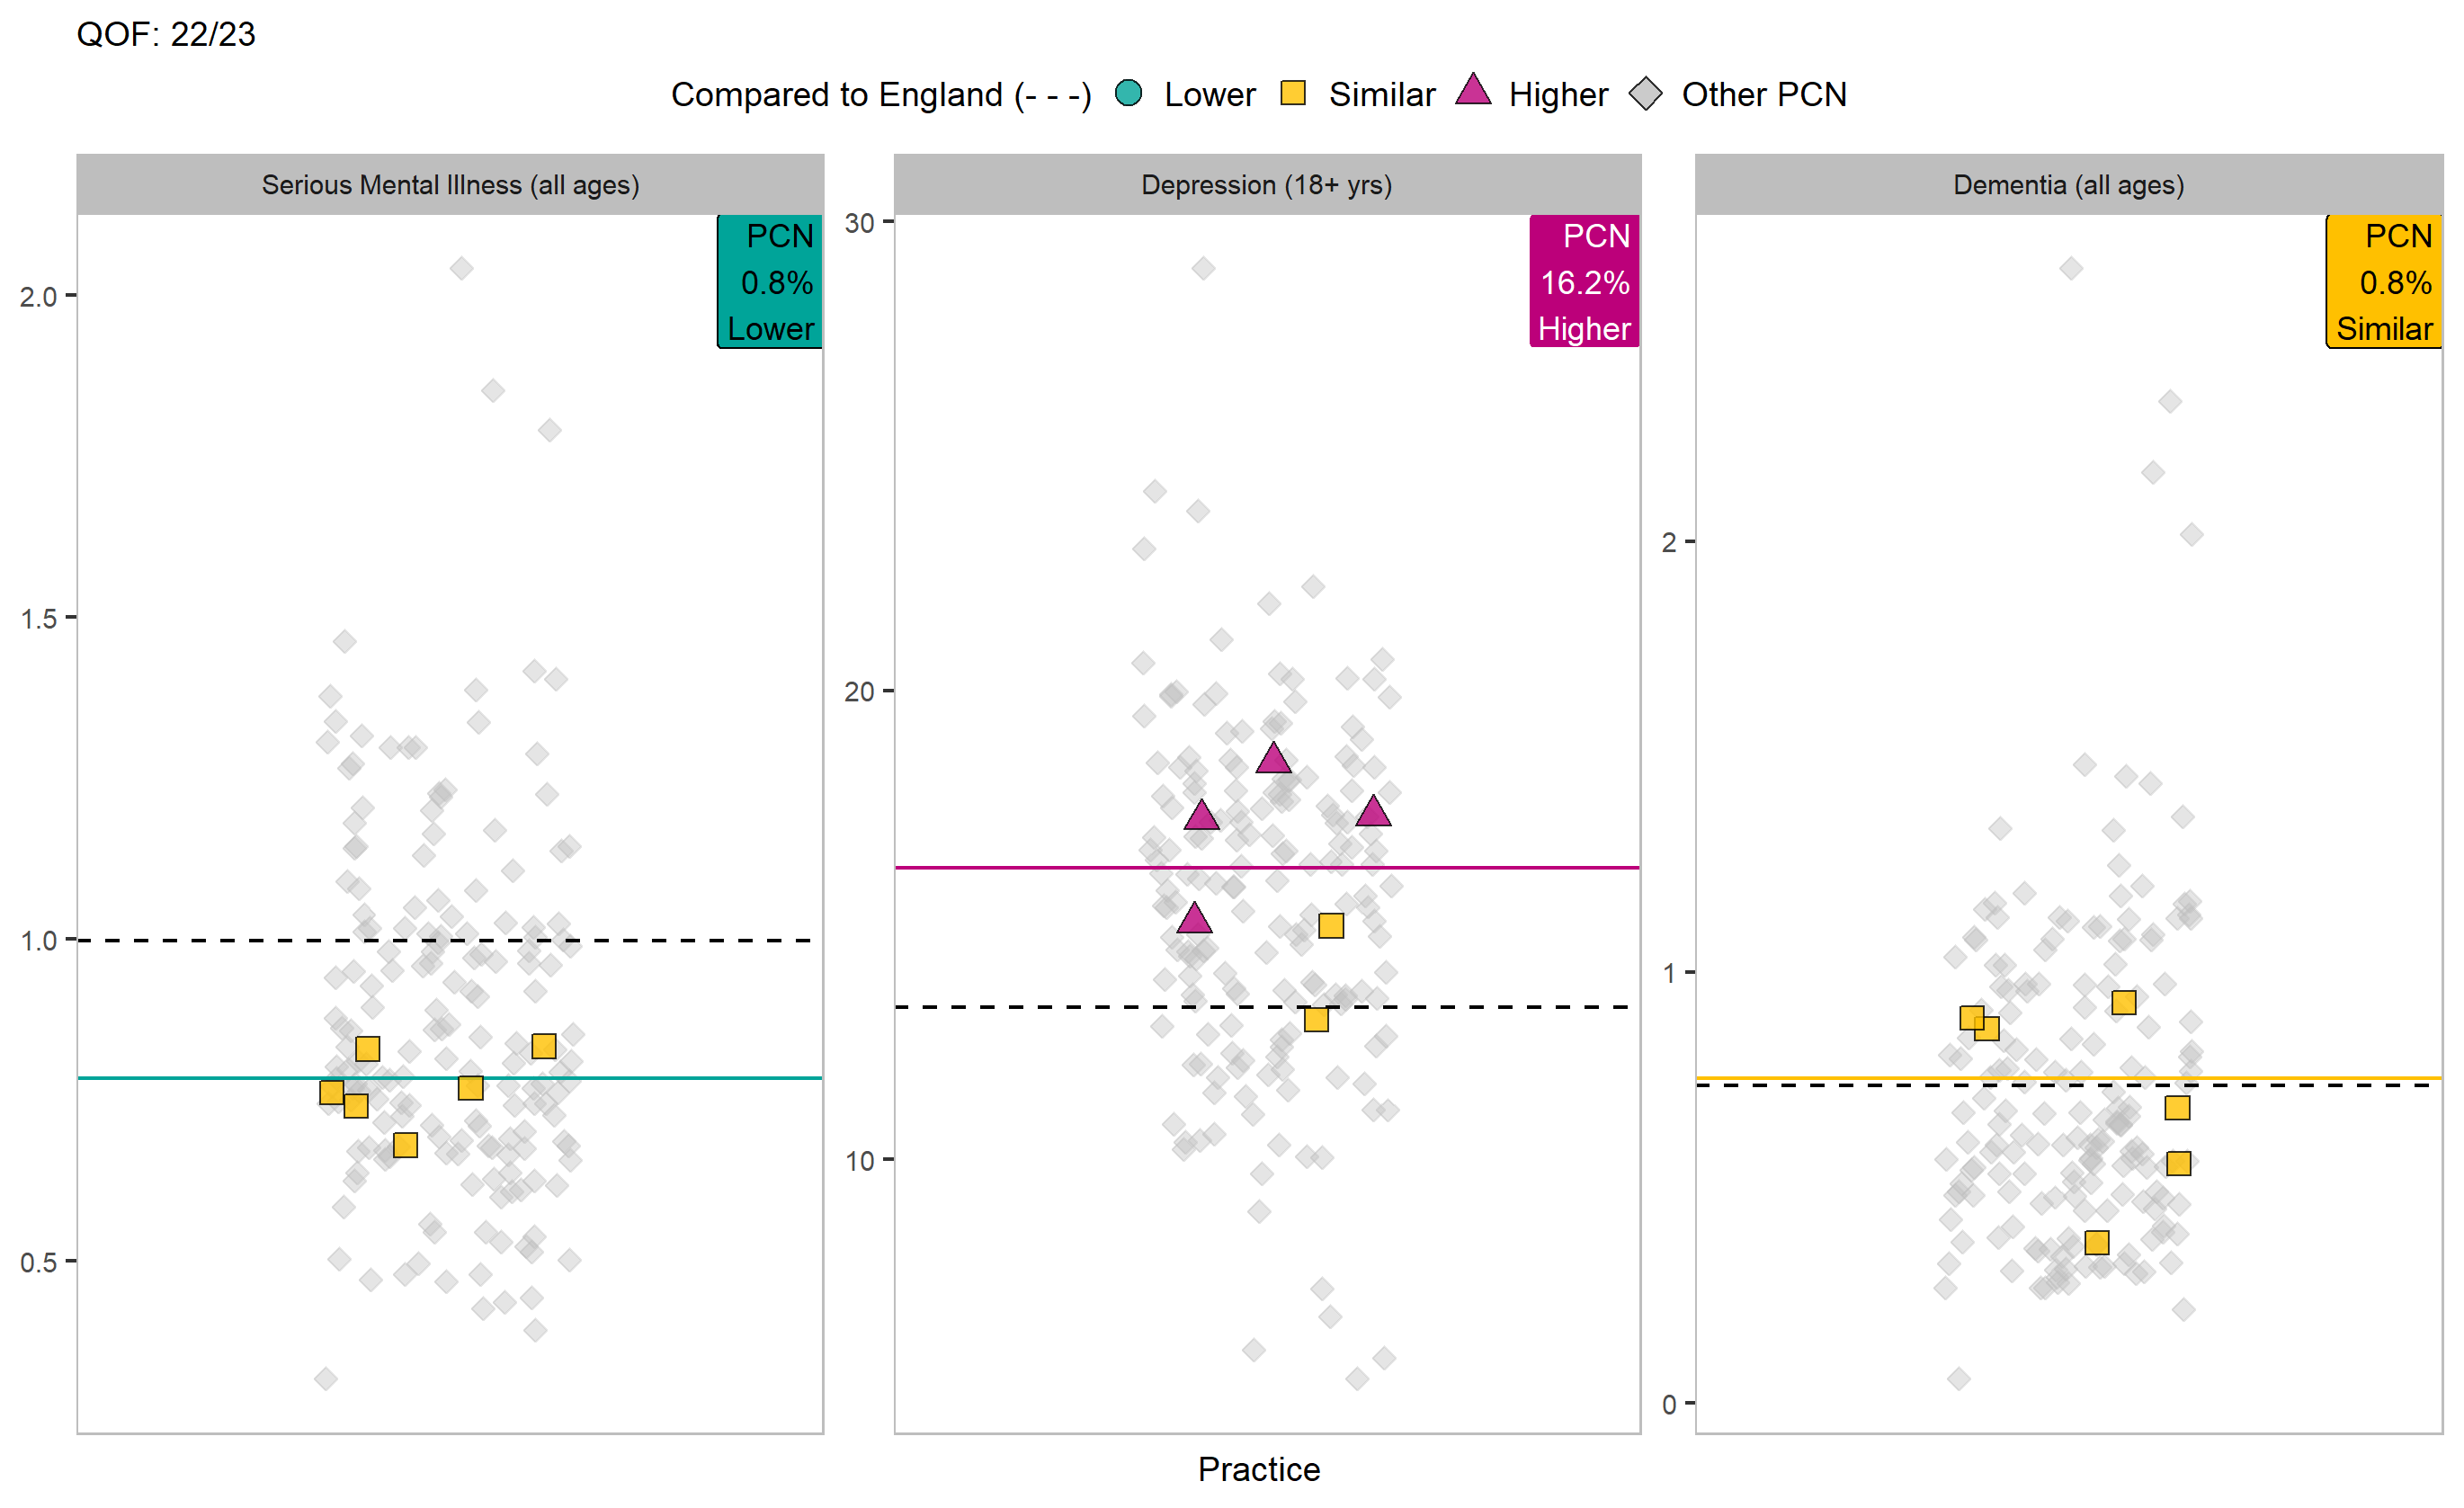 QOF: 22/23
Compared to England (- - -) Lower Similar Higher Other PCN
Serious Mental Illness (all ages)
PCN
0.8%
Lower
2.0
1.5
1.0
0.5
Depression (18+ yrs)
PCN
16.2%
Higher
30
20
10
Dementia (all ages)
PCN
0.8%
Similar
2
1
0
Practice